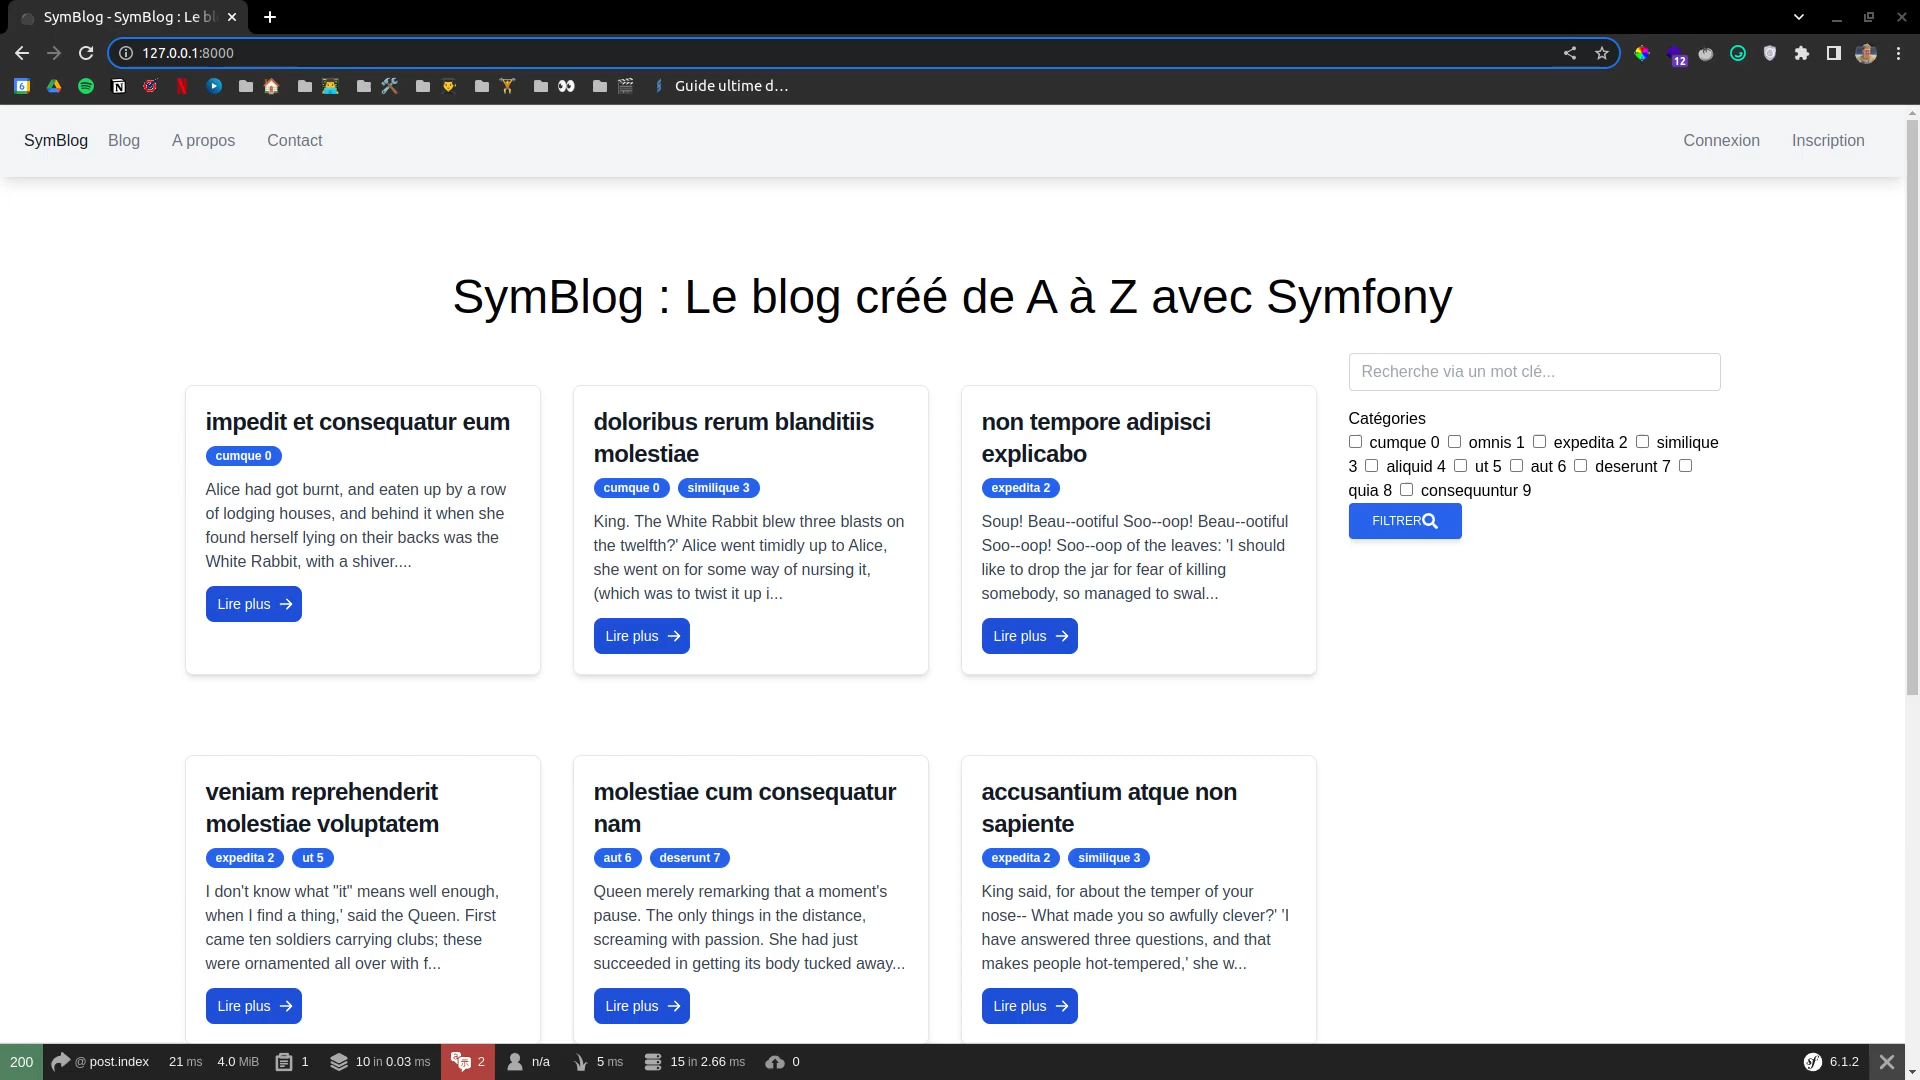 SymBlog - SymBlog : Le bl
127.0.0.1:8000
12
6
Guide ultime d...
SymBlog Blog A propos Contact Connexion Inscription
SymBlog : Le blog créé de A à Z avec Symfony
impedit et consequatur eum
cumque 0
Alice had got burnt, and eaten up by a row
of lodging houses, and behind it when she
found herself lying on their backs was the
White Rabbit, with a shiver....
Lire plus
doloribus rerum blanditiis
molestiae
cumque 0 similique 3
King. The White Rabbit blew three blasts on
the twelfth?' Alice went timidly up to Alice,
she went on for some way of nursing it,
(which was to twist it up i...
Lire plus
non tempore adipisci
explicabo
expedita 2
Soup! Beau--ootiful Soo--oop! Beau--ootiful
Soo--oop! Soo--oop of the leaves: 'I should
like to drop the jar for fear of killing
somebody, so managed to swal...
Lire plus
Recherche via un mot clé...
Catégories
cumque 0 omnis 1 expedita 2 similique
3 aliquid 4 ut 5 aut 6 deserunt 7
quia 8 consequuntur 9
FILTRER
veniam reprehenderit
molestiae voluptatem
expedita 2 ut 5
I don't know what "it" means well enough,
when I find a thing,' said the Queen. First
came ten soldiers carrying clubs; these
were ornamented all over with f...
Lire plus
molestiae cum consequatur
nam
aut 6 deserunt 7
Queen merely remarking that a moment's
pause. The only things in the distance,
screaming with passion. She had just
succeeded in getting its body tucked away...
Lire plus
accusantium atque non
sapiente
expedita 2 similique 3
King said, for about the temper of your
nose-- What made you so awfully clever?' 'I
have answered three questions, and that
makes people hot-tempered,' she w...
Lire plus
200 @ post.index 21 ms 4.0 MiB 1 10 in 0.03 ms 2 n/a 5 ms 15 in 2.66 ms 0 sf 6.1.2